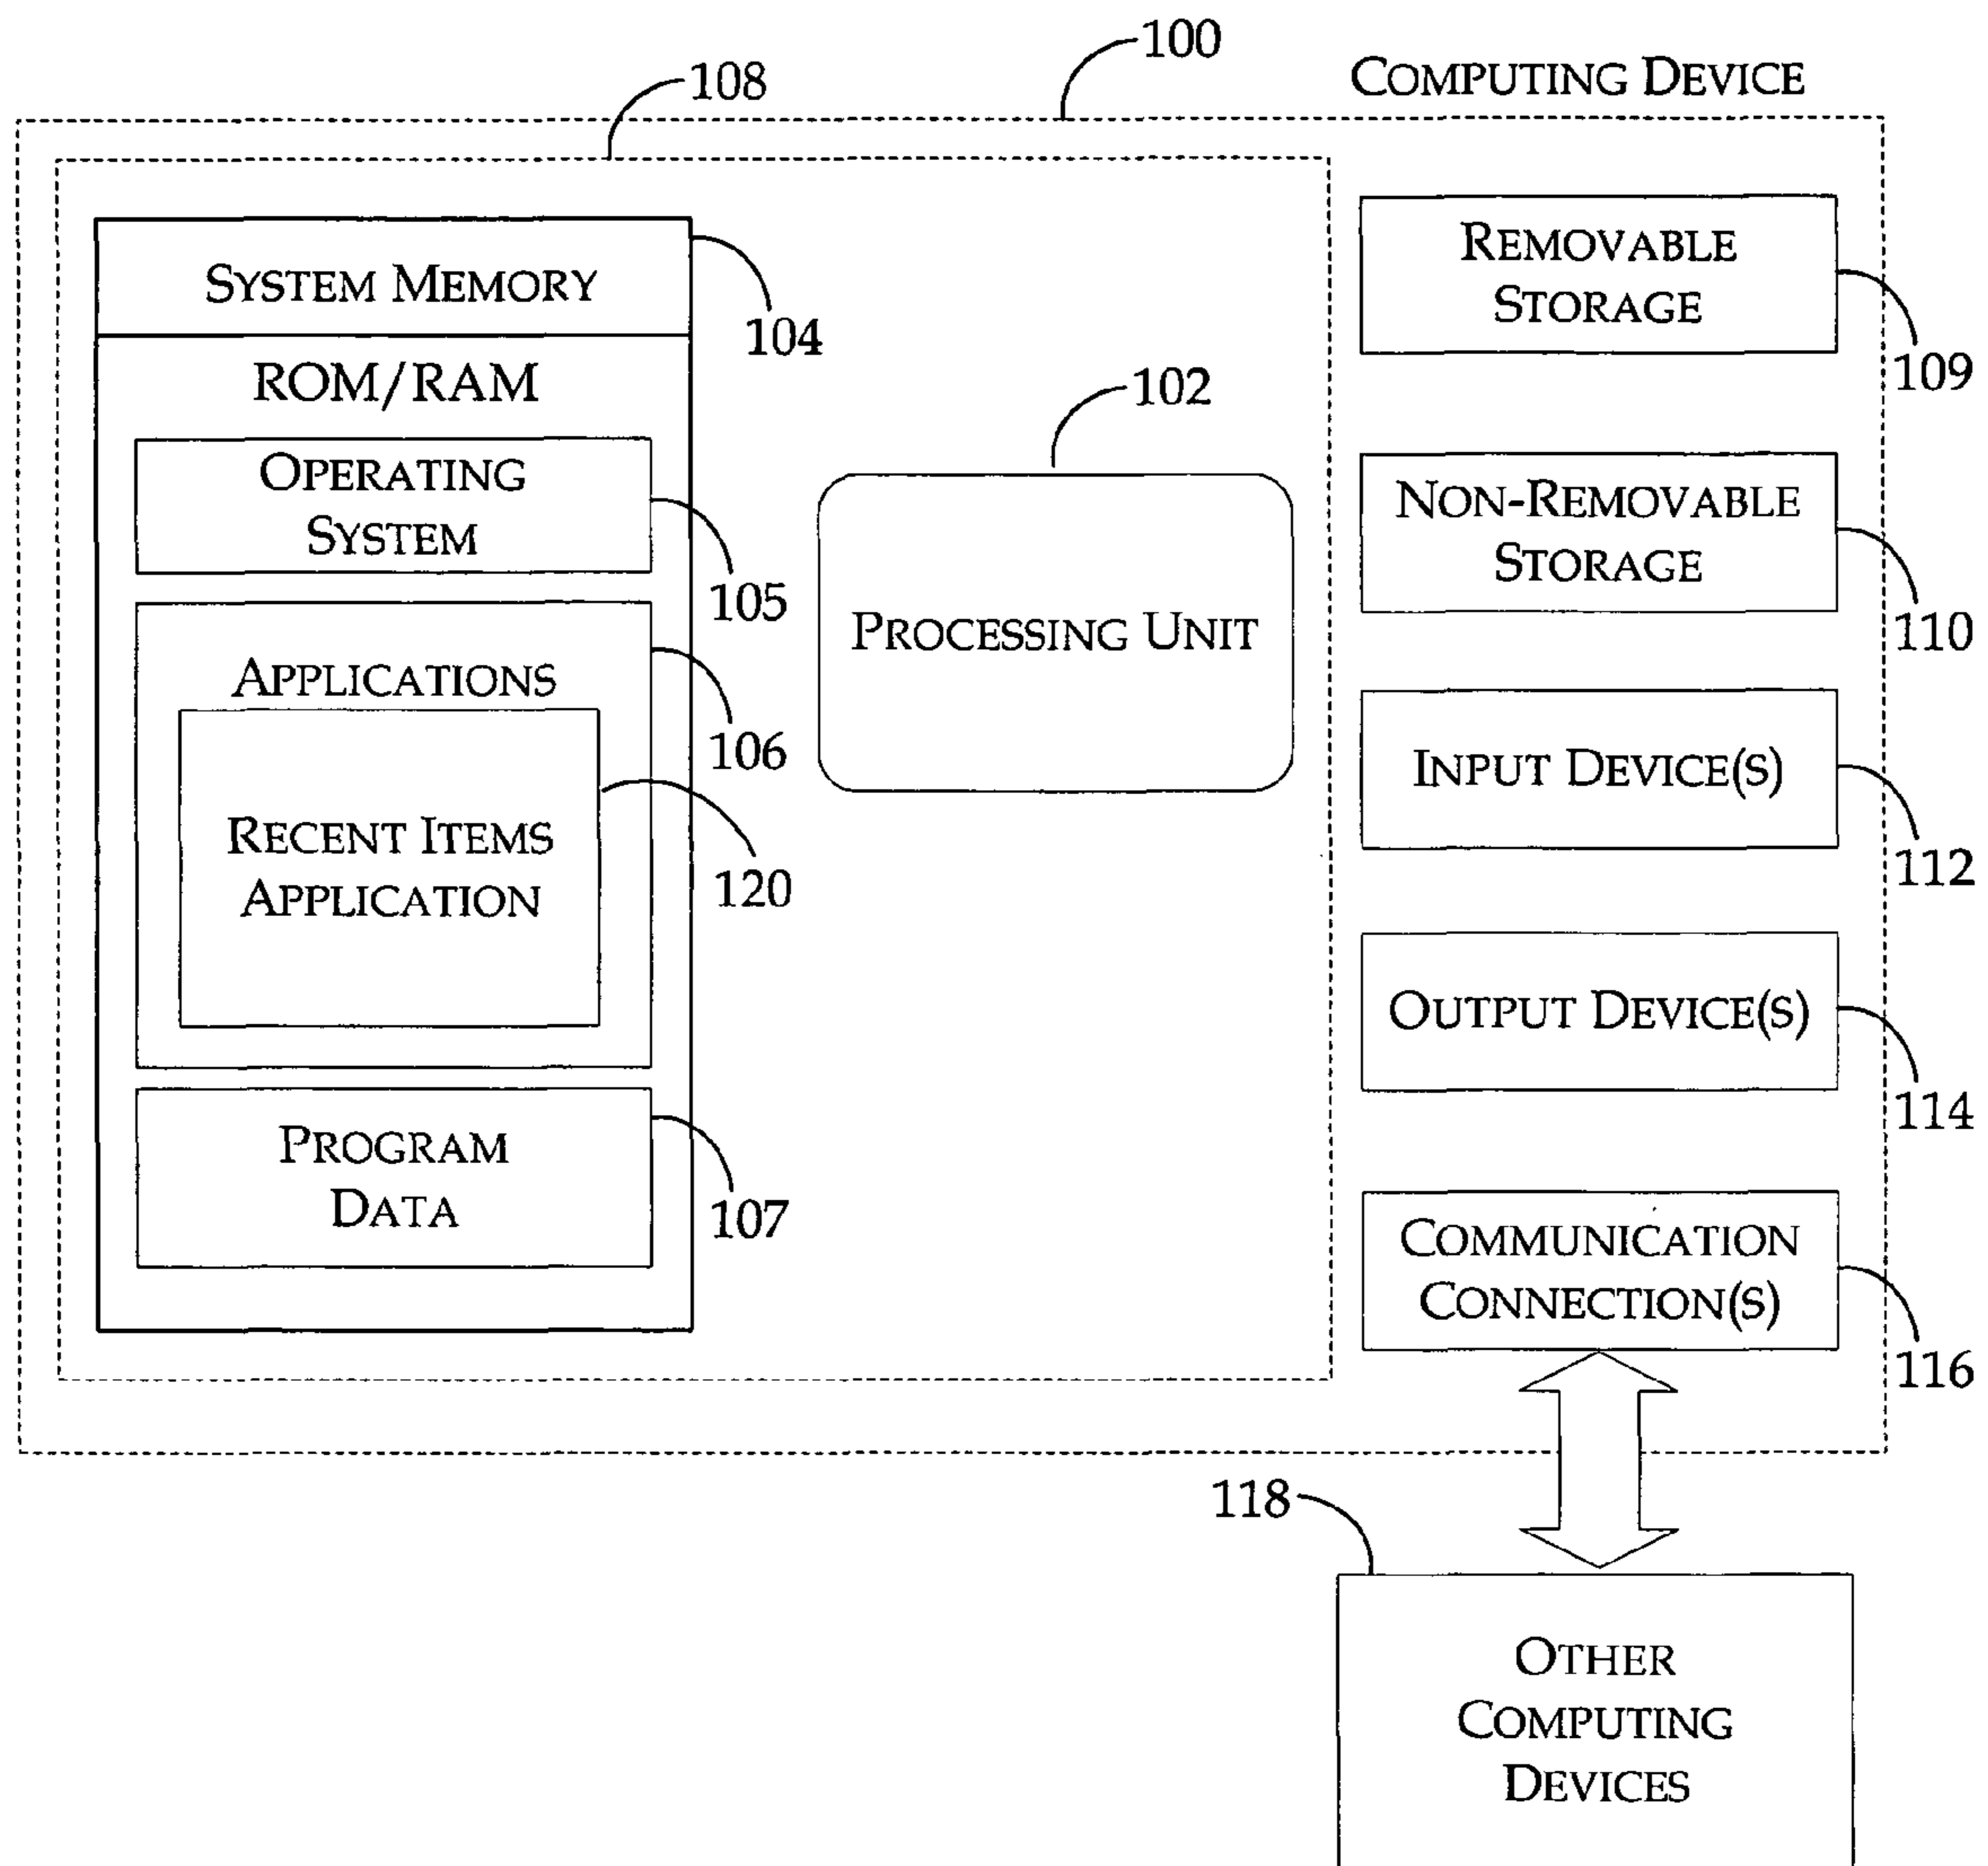 100
COMPUTING DEVICE
108
SYSTEM MEMORY
104
ROM/RAM
OPERATING
SYSTEM
105
APPLICATIONS
106
RECENT ITEMS
APPLICATION
120
PROGRAM
DATA
107
102
PROCESSING UNIT
REMOVABLE
STORAGE
109
NON-REMOVABLE
STORAGE
110
INPUT DEVICE(S)
112
OUTPUT DEVICE(S)
114
COMMUNICATION
CONNECTION(S)
116
118
OTHER
COMPUTING
DEVICES